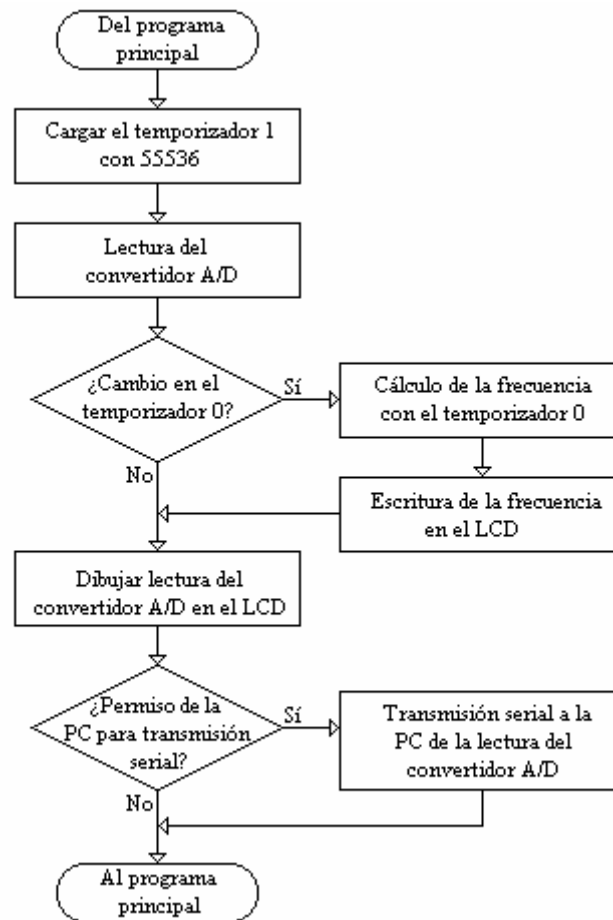 Del programa
principal
Cargar el temporizador 1
con 55536
Lectura del
convertidor A/D
¿Cambio en el
temporizador 0?
Sí
Cálculo de la frecuencia
con el temporizador 0
No
Escritura de la frecuencia
en el LCD
Dibujar lectura del
convertidor A/D en el LCD
¿Permiso de la
PC para transmisión
serial?
Sí
Transmisión serial a la
PC de la lectura del
convertidor A/D
No
Al programa
principal